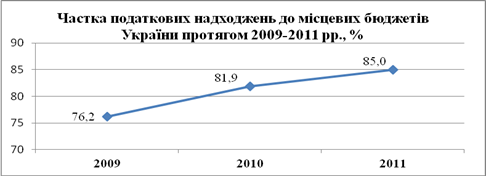 Частка податкових надходжень до місцевих бюджетів
України протягом 2009-2011 рр., %
90
85
80
75
70
76,2
81,9
85,0
2009 2010 2011